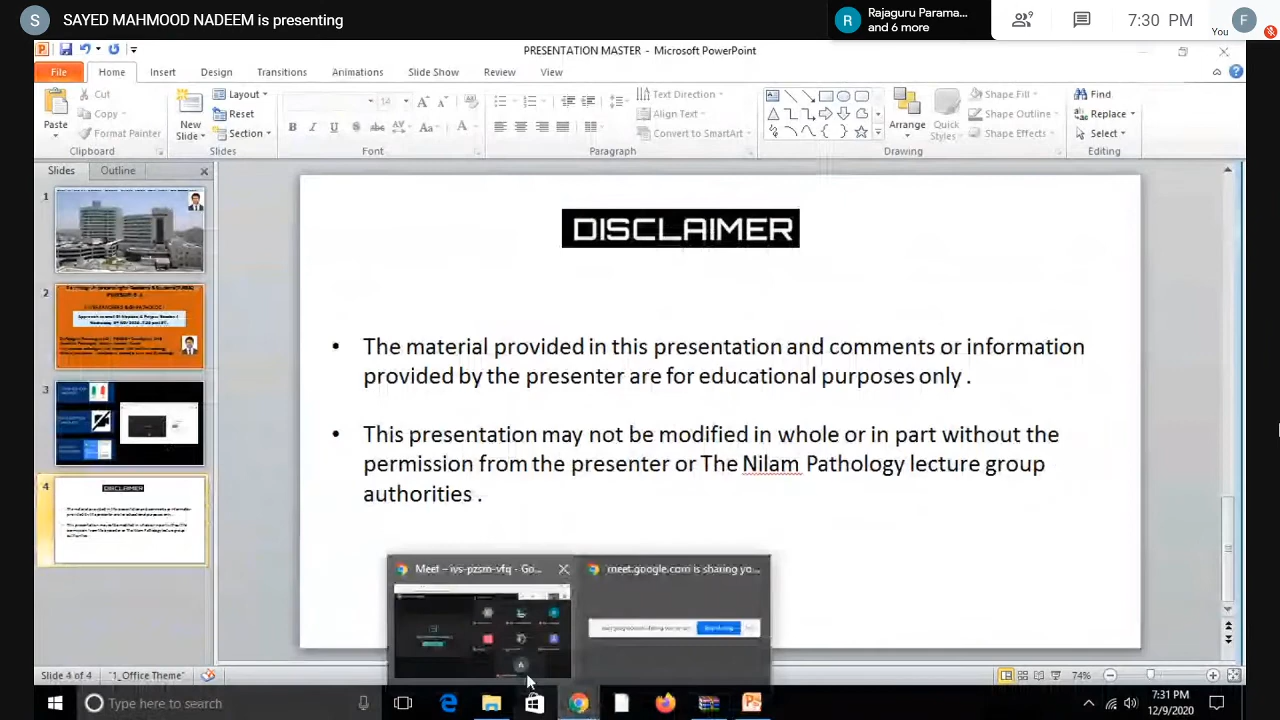 S SAYED MAHMOOD NADEEM is presenting
R Rajaguru Parama...
and 6 more
9
7:30 PM
You
F
PRESENTATION MASTER - Microsoft PowerPoint
File Home Insert Design Transitions Animations Slide Show Review View
Paste
Cut
Copy
Format Painter
Clipboard
New
Slide
Layout
Reset
Section
Slides
14
Font
Text Direction
Align Text
Convert to SmartArt
Paragraph
Arrange
Quick
Styles
Shape Fill
Shape Outline
Shape Effects
Drawing
Find
Replace
Select
Editing
Slides Outline
1
2
3
4
DISCLAIMER
• The material provided in this presentation and comments or information
provided by the presenter are for educational purposes only .
• This presentation may not be modified in whole or in part without the
permission from the presenter or The Nilam Pathology lecture group
authorities .
Meet – ivs-pzsm-vfq - Go...
meet.google.com is sharing yo...
Slide 4 of 4 "1_Office Theme"
74%
Type here to search
7:31 PM
12/9/2020